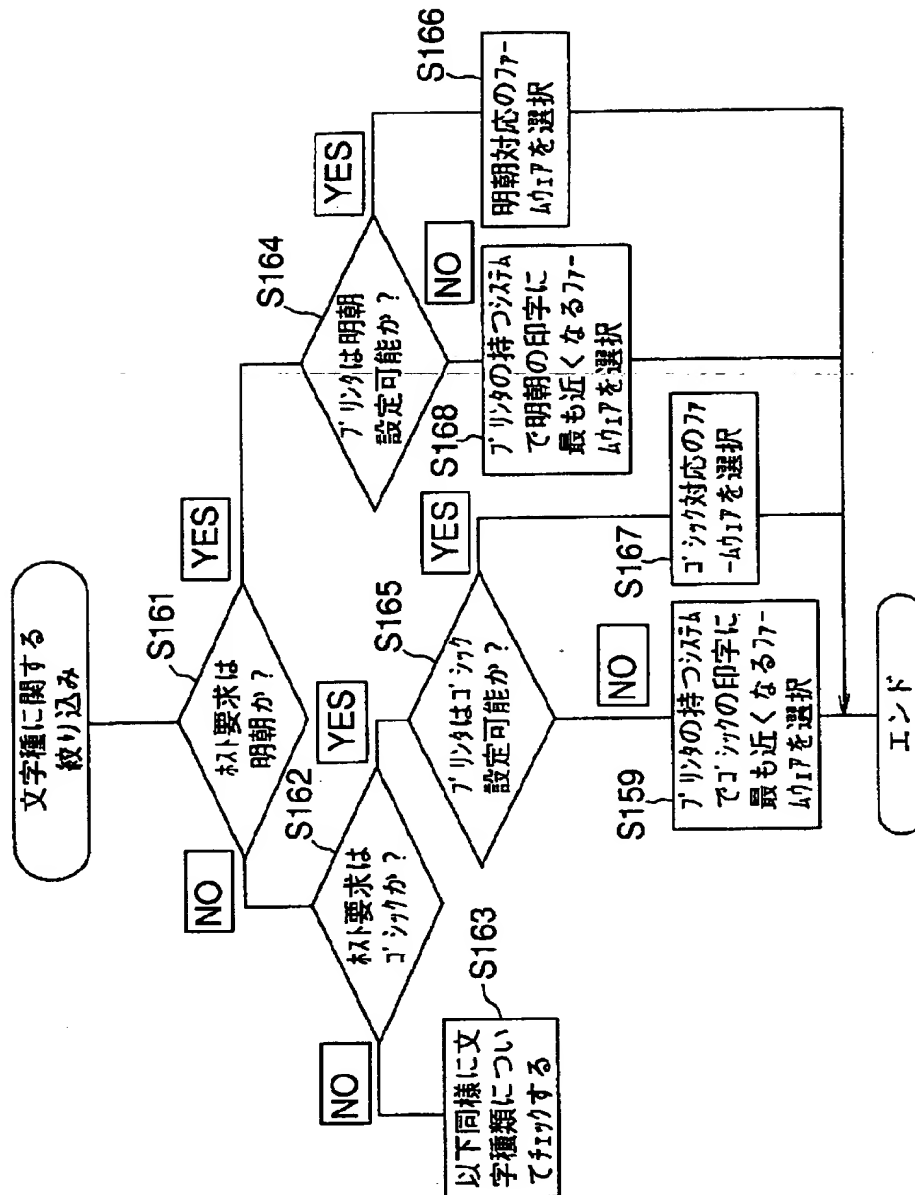 文字種に関する
絞り込み
S161
ホスト要求は
明朝か?
YES
NO
S162
ホスト要求は
ゴシックか?
YES
NO
S163
以下同様に文
字種類につい
てチェックする
S164
プリンタは明朝
設定可能か?
YES
NO
S166
明朝対応のファー
ムウェアを選択
S168
プリンタの持つシステム
で明朝の印字に
最も近くなるファー
ムウェアを選択
S165
プリンタはゴシック
設定可能か?
YES
NO
S167
ゴシック対応のファ
ームウェアを選択
S159
プリンタの持つシステム
でゴシックの印字に
最も近くなるファー
ムウェアを選択
エンド